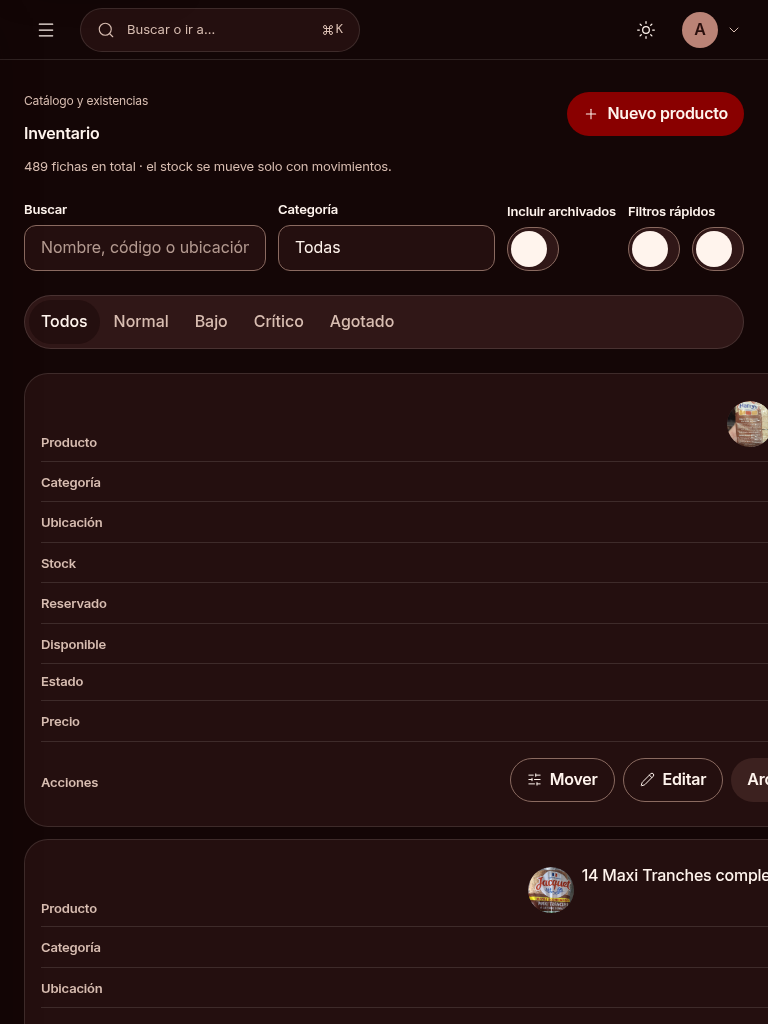 Buscar o ir a...
⌘K
A
Catálogo y existencias
Inventario
489 fichas en total · el stock se mueve solo con movimientos.
Nuevo producto
Buscar
Categoría
Incluir archivados
Filtros rápidos
Nombre, código o ubicación
Todas
Todos
Normal
Bajo
Crítico
Agotado
Producto
Categoría
Ubicación
Stock
Reservado
Disponible
Estado
Precio
Acciones
Mover
Editar
Arc
14 Maxi Tranches comple
Jacquet
Producto
Categoría
Ubicación